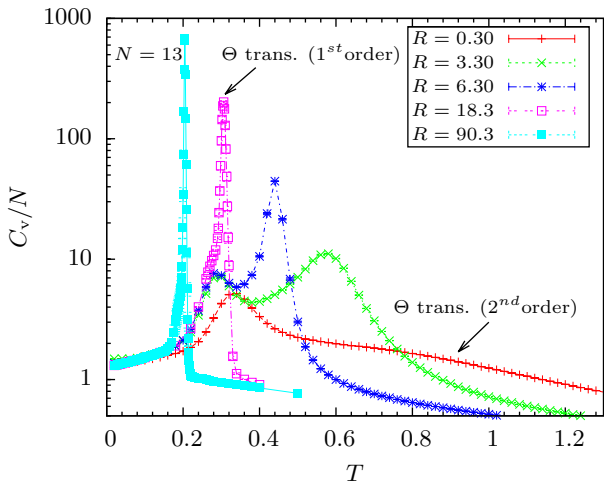 1000
100
10
1
C_v/N
N = 13
Θ trans. (1^{st} order)
R = 0.30
R = 3.30
R = 6.30
R = 18.3
R = 90.3
Θ trans. (2^{nd} order)
0 0.2 0.4 0.6 0.8 1 1.2
T